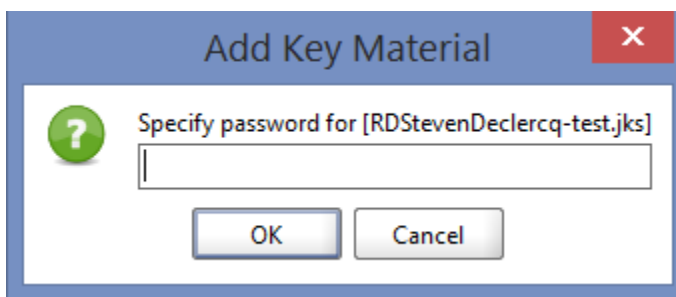 Add Key Material
Specify password for [RDStevenDeclercq-test.jks]
OK
Cancel